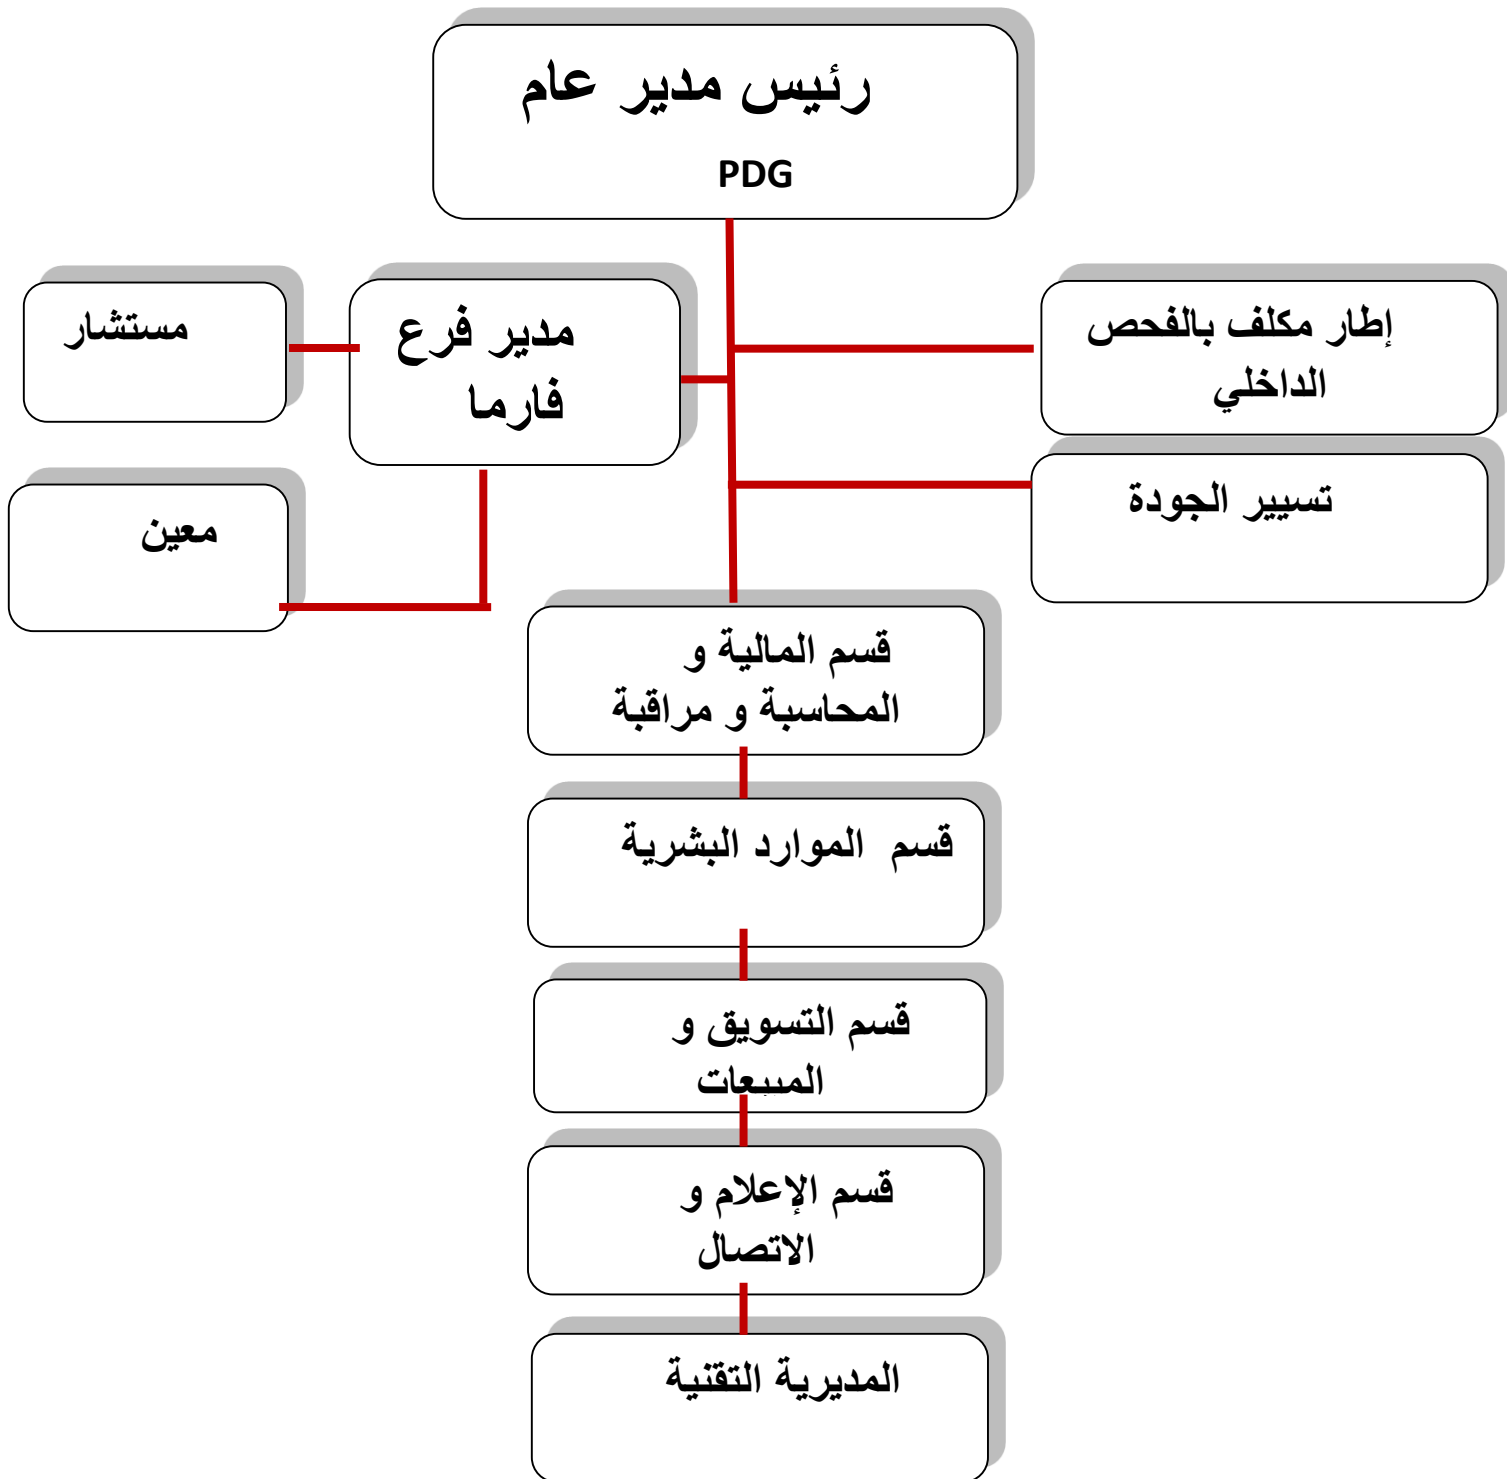 رئيس مدير عام
PDG
إطار مكلف بالفحص
الداخلي
مدير فرع
فارما
مستشار
تسيير الجودة
معين
قسم المالية و
المحاسبة و مراقبة
قسم الموارد البشرية
قسم التسويق و
المبيعات
قسم الإعلام و
الاتصال
المديرية التقنية